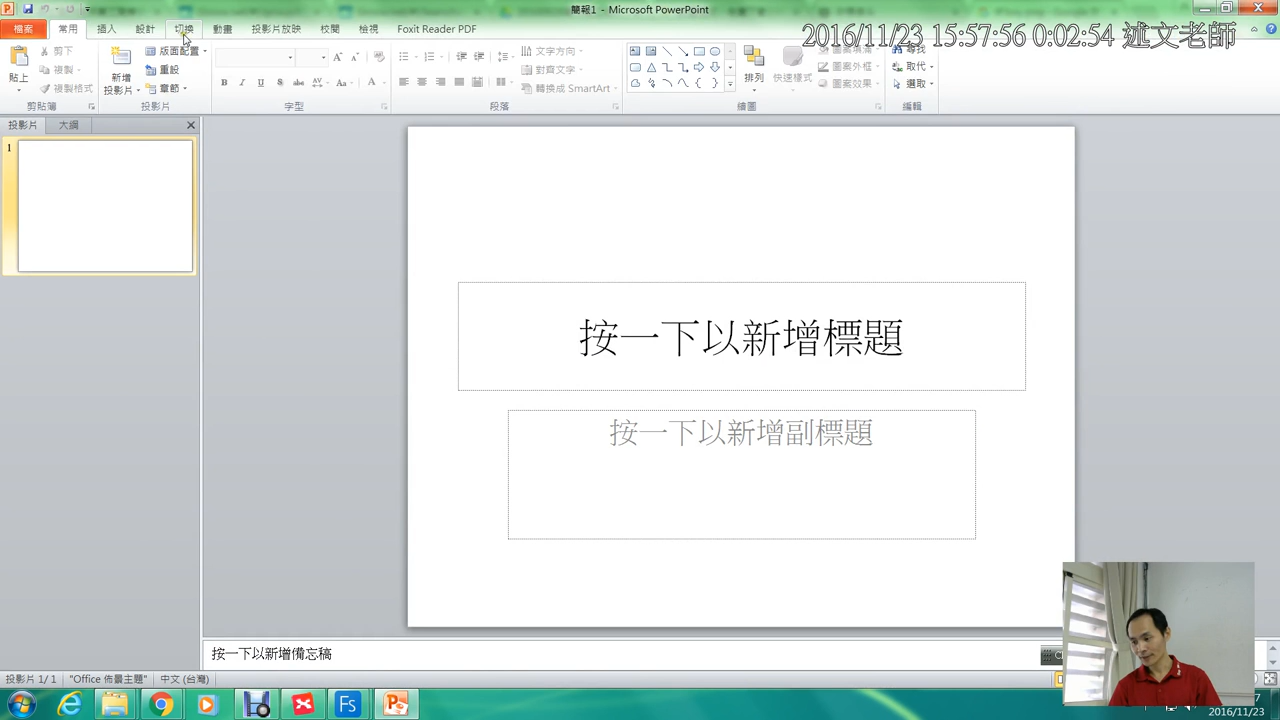 簡報1 - Microsoft PowerPoint
檔案 常用 插入 設計 切換 動畫 投影片放映 校閱 檢視 Foxit Reader PDF
2016/11/23 15:57:56 0:02:54 述文老師
貼上 剪下 複製 複製格式
新增投影片 版面配置 重設 章節
文字方向 對齊文字 轉換成 SmartArt
排列 快速樣式 圖案外框 圖案效果
取代 選取
剪貼簿 投影片 字型 段落 繪圖 編輯
投影片 大綱
1
按一下以新增標題
按一下以新增副標題
按一下以新增備忘稿
投影片 1/ 1 "Office 佈景主題" 中文 (台灣)
2016/11/23